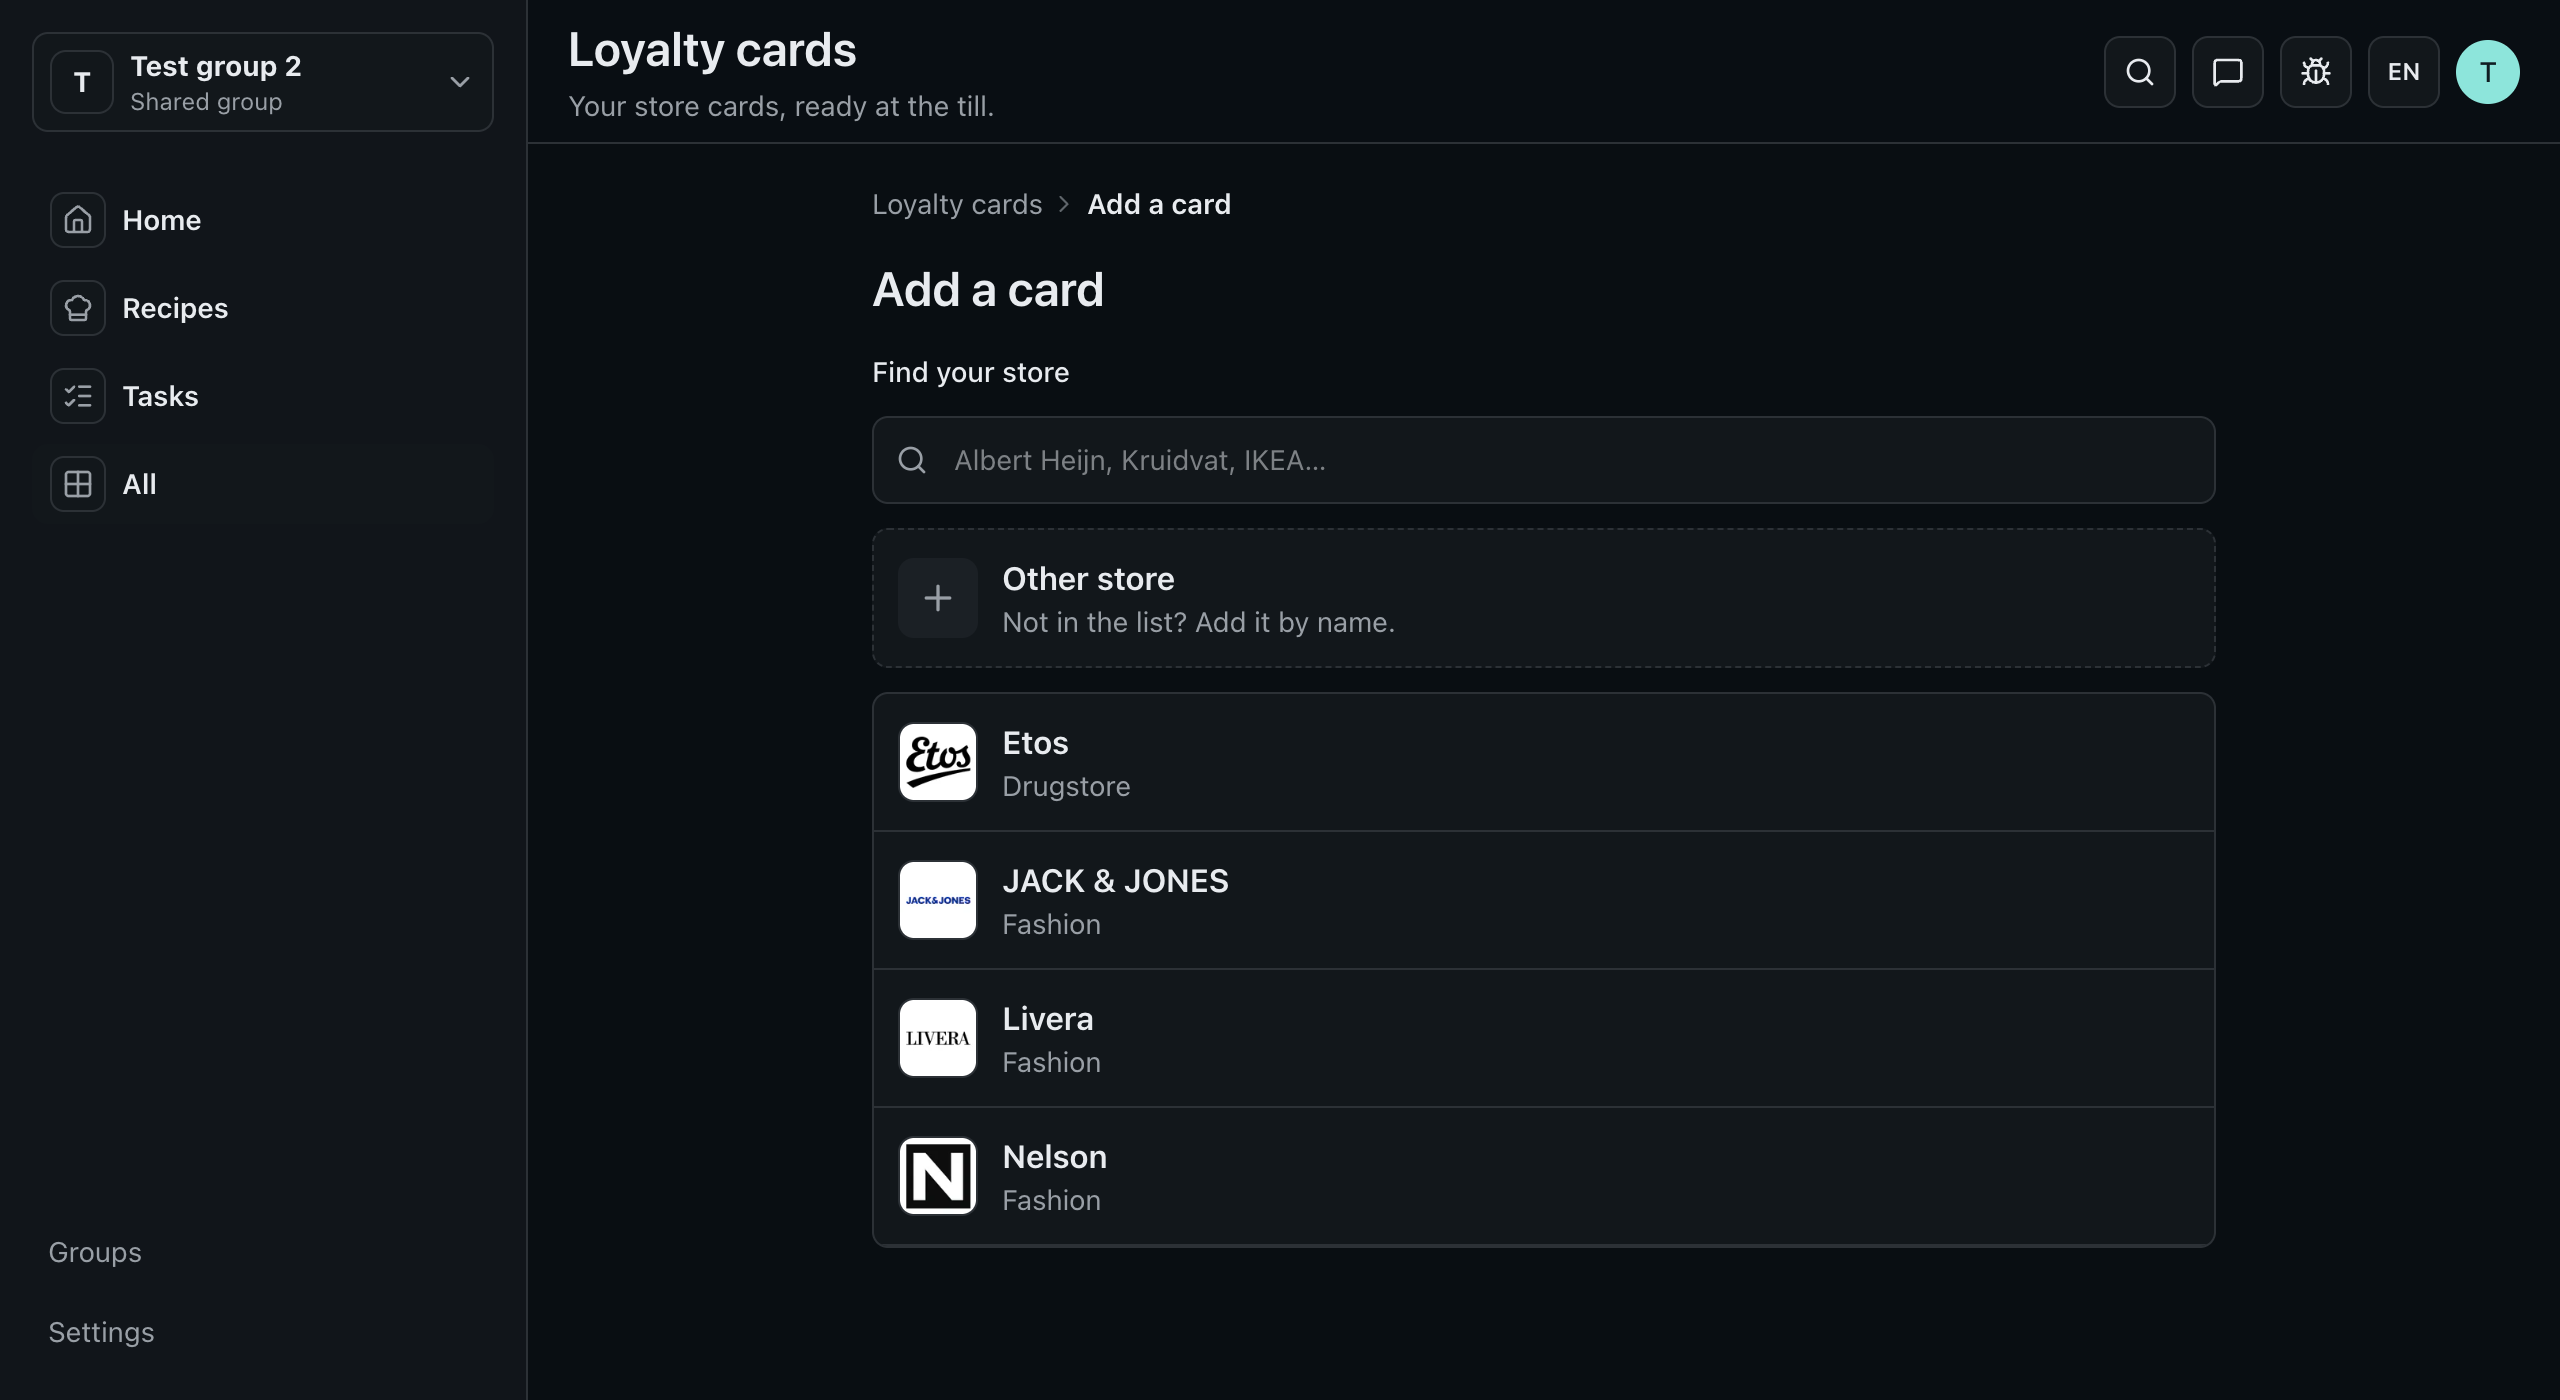 T
Test group 2
Shared group
Home
Recipes
Tasks
All
Groups
Settings
Loyalty cards
Your store cards, ready at the till.
EN
T
Loyalty cards > Add a card
Add a card
Find your store
Albert Heijn, Kruidvat, IKEA...
Other store
Not in the list? Add it by name.
Etos
Etos
Drugstore
JACK&JONES
JACK & JONES
Fashion
LIVERA
Livera
Fashion
N
Nelson
Fashion